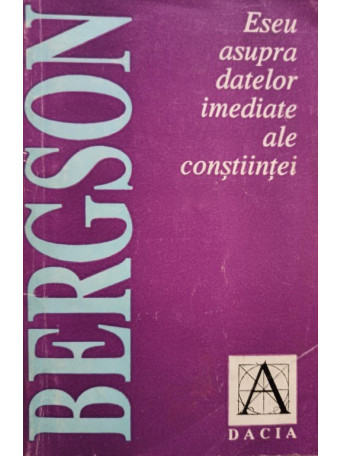 BERGSON
Eseu
asupra
datelor
imediate
ale
conștiinței
A
DACIA